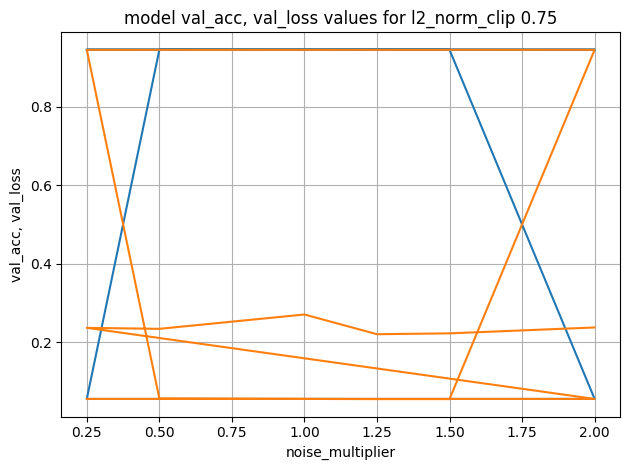 model val_acc, val_loss values for l2_norm_clip 0.75
val_acc, val_loss
0.8
0.6
0.4
0.2
0.25 0.50 0.75 1.00 1.25 1.50 1.75 2.00
noise_multiplier